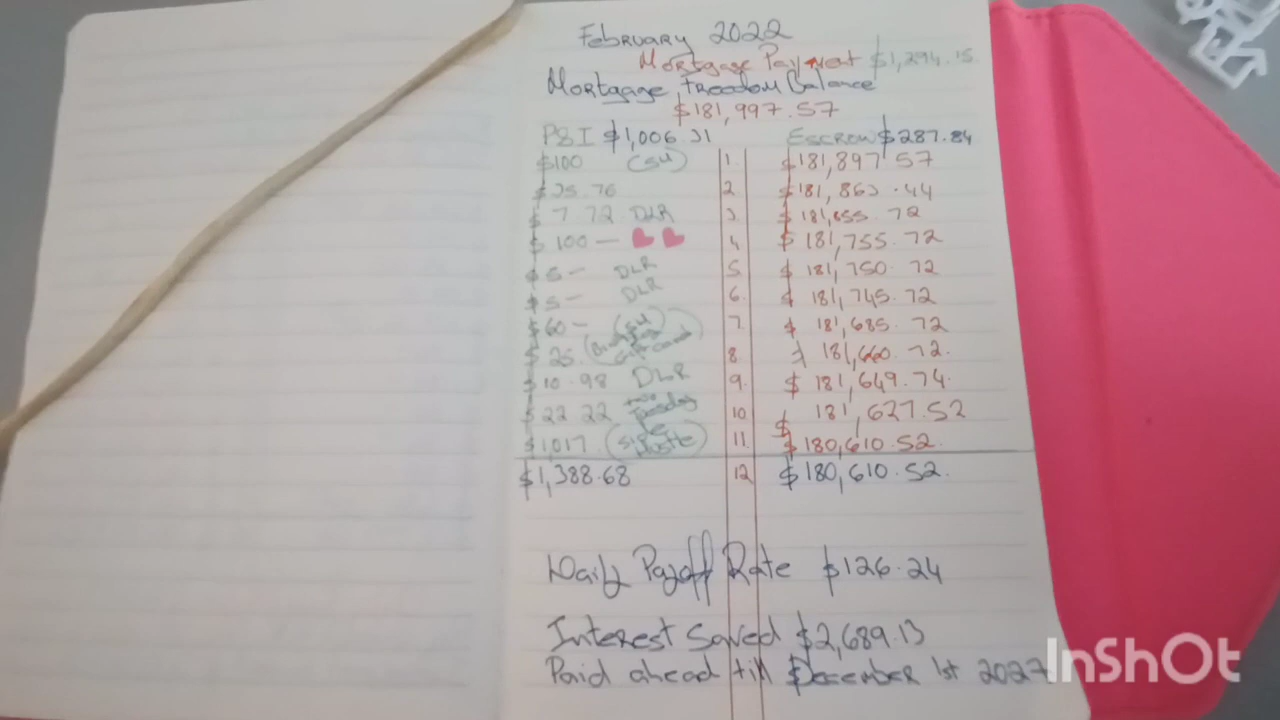 February 2022
Mortgage Payment $1,294.15
Mortgage Freedom Balance
$181,997.57
P&I $1,006.31 Escrow $287.84
$100 (SU) 1. $181,897 57
$35.76 2 $181,863.44
$7 72 DLR 3 $181,855.72
$100 — 4 $181,755.72
$5 — DLR 5. $181,750.72
$5 — DLR 6. $181,745.72
$60 — (SU) 7. $181,685.72
$25 8. $181,660.72.
$10.98 DLR 9. $181,649.74.
$22 22 Tuesday 10 $181,627.52
$1,017 11. $180,610.52.
$1,388.68 12 $180,610.52.
Daily Payoff Rate $126.24
Interest Saved $2,689.13
Paid ahead till December 1st 2027
InShOt